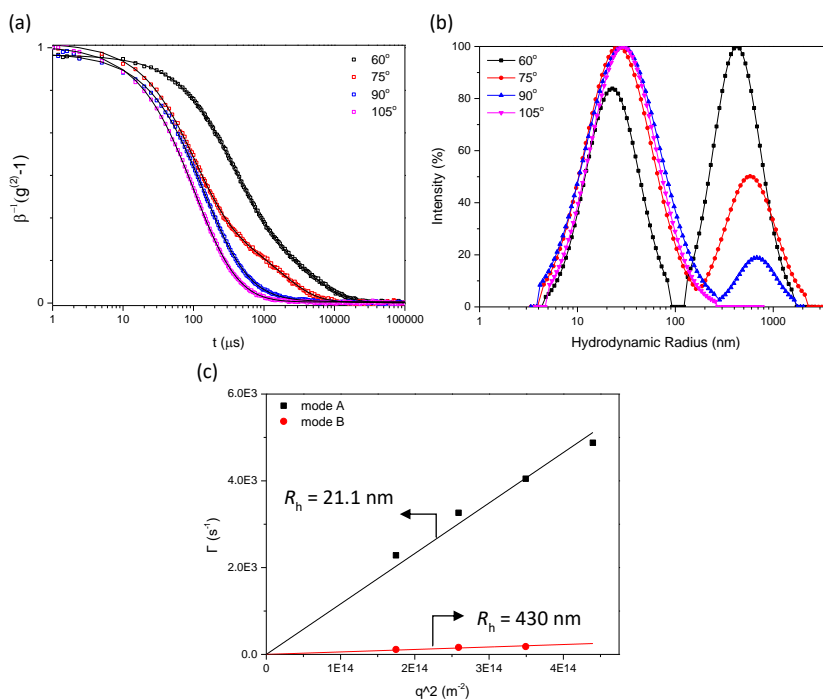 (a)
1
0
β⁻¹(g⁽²⁾-1)
60°
75°
90°
105°
1 10 100 1000 10000 100000
t (μs)
(b)
100
80
60
40
20
0
Intensity (%)
60°
75°
90°
105°
1 10 100 1000
Hydrodynamic Radius (nm)
(c)
6.0E3
4.0E3
2.0E3
0.0
Γ (s⁻¹)
mode A
mode B
Rh = 21.1 nm
Rh = 430 nm
0 1E14 2E14 3E14 4E14
q^2 (m⁻²)